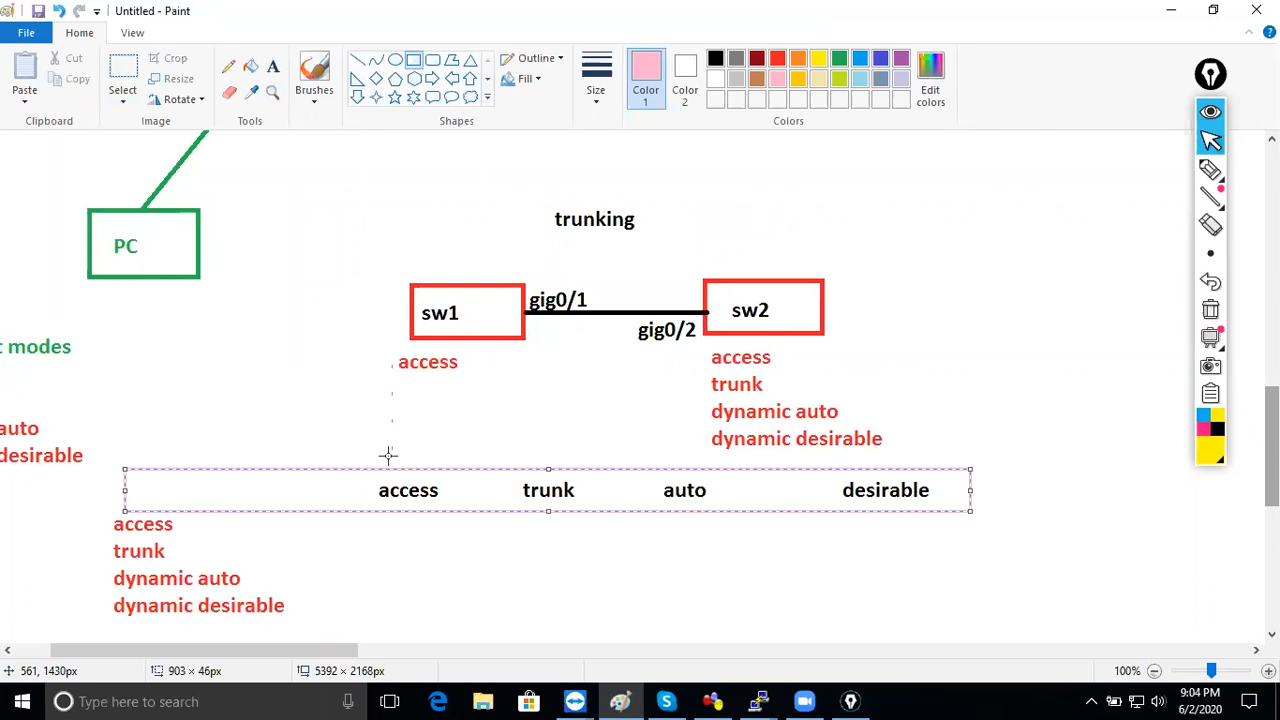 Untitled - Paint
File
Home
View
Paste
Cut
Copy
Clipboard
Select
Crop
Resize
Rotate
Image
A
Tools
Brushes
Outline
Fill
Shapes
Size
Color
1
Color
2
Edit
colors
Colors
PC
trunking
sw1
gig0/1
gig0/2
sw2
t modes
auto
desirable
access
access
trunk
dynamic auto
dynamic desirable
access trunk auto desirable
access
trunk
dynamic auto
dynamic desirable
561, 1430px
903 × 46px
5392 × 2168px
100%
Type here to search
9:04 PM
6/2/2020